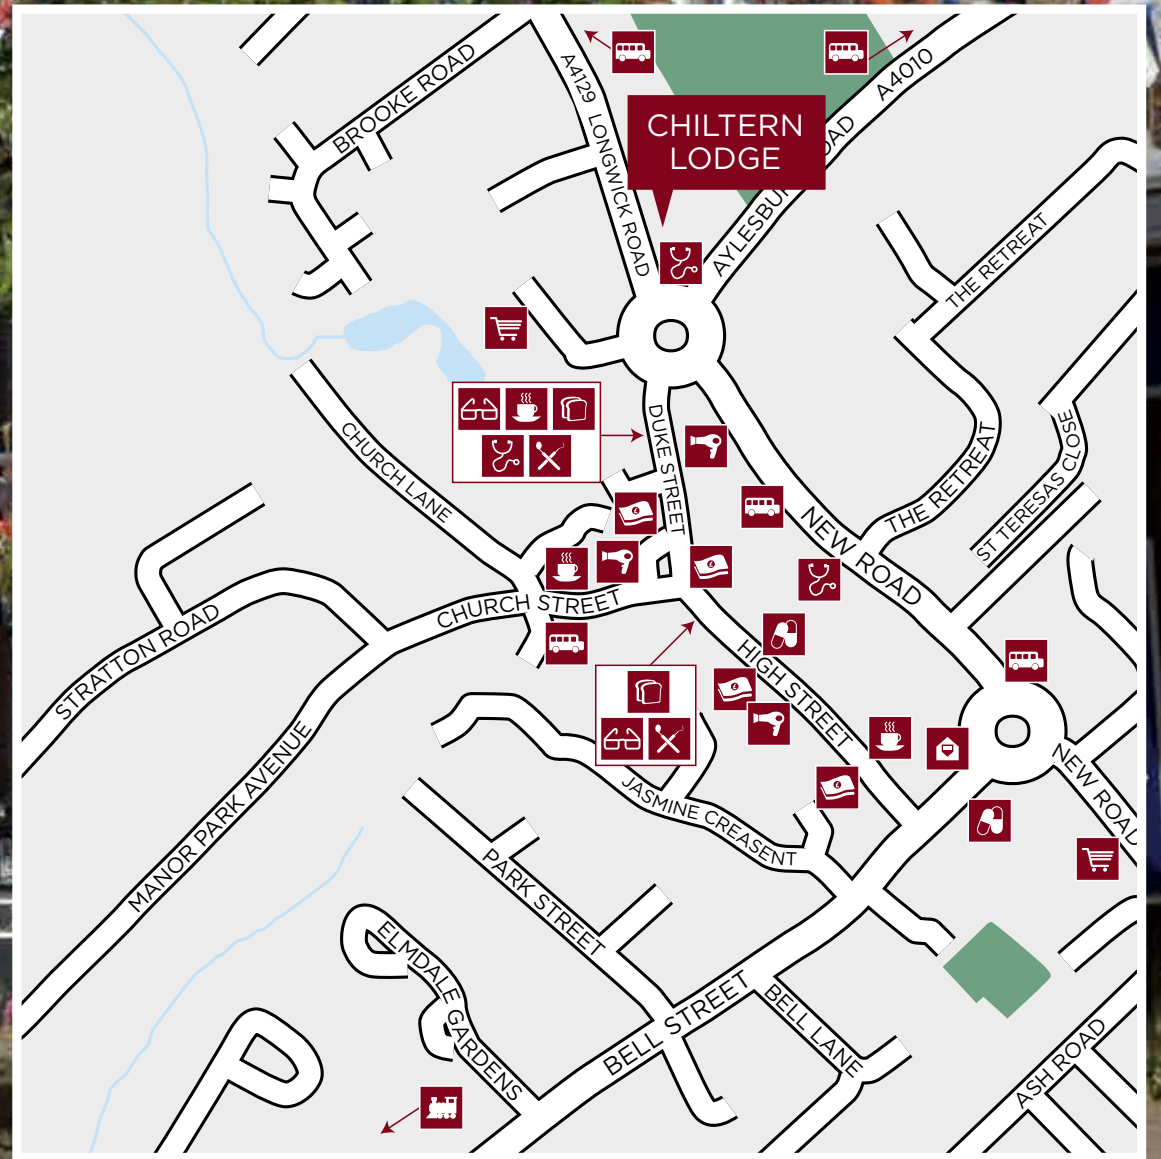 BROOKE ROAD
A4129
LONGWICK ROAD
A4010
CHILTERN
LODGE
THE RETREAT
DUKE STREET
CHURCH LANE
THE RETREAT
ST TERESAS CLOSE
NEW ROAD
CHURCH STREET
STRATTON ROAD
HIGH STREET
MANOR PARK AVENUE
JASMINE CREASENT
NEW ROAD
PARK STREET
ELMDALE GARDENS
BELL STREET
BELL LANE
ASH ROAD